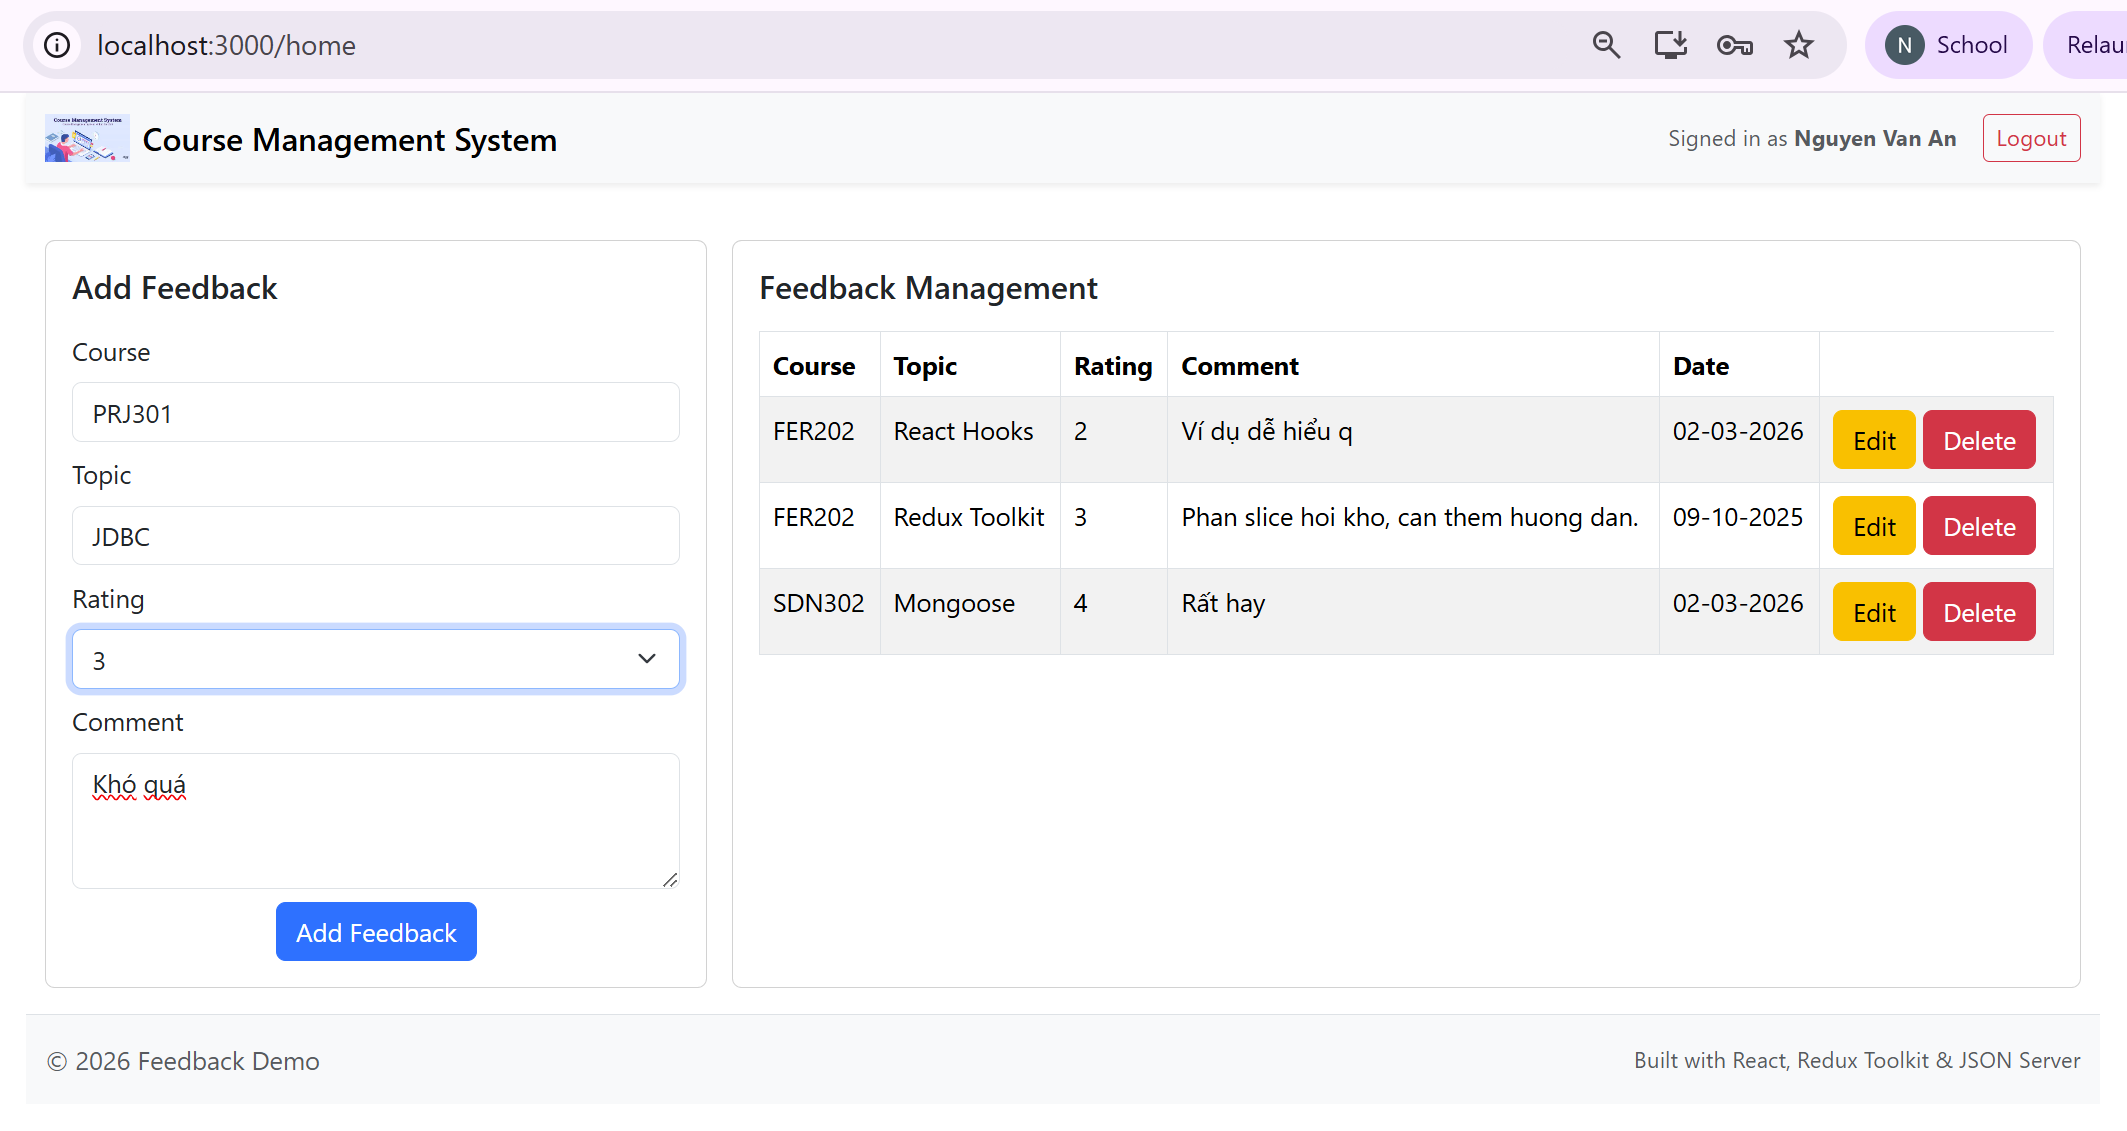 localhost:3000/home
N School
Relau
Course Management System
Course Management System
Signed in as Nguyen Van An
Logout
Add Feedback
Course
PRJ301
Topic
JDBC
Rating
3
Comment
Khó quá
Add Feedback
Feedback Management
Course Topic Rating Comment Date
FER202 React Hooks 2 Ví dụ dễ hiểu q 02-03-2026 Edit Delete
FER202 Redux Toolkit 3 Phan slice hoi kho, can them huong dan. 09-10-2025 Edit Delete
SDN302 Mongoose 4 Rất hay 02-03-2026 Edit Delete
© 2026 Feedback Demo
Built with React, Redux Toolkit & JSON Server